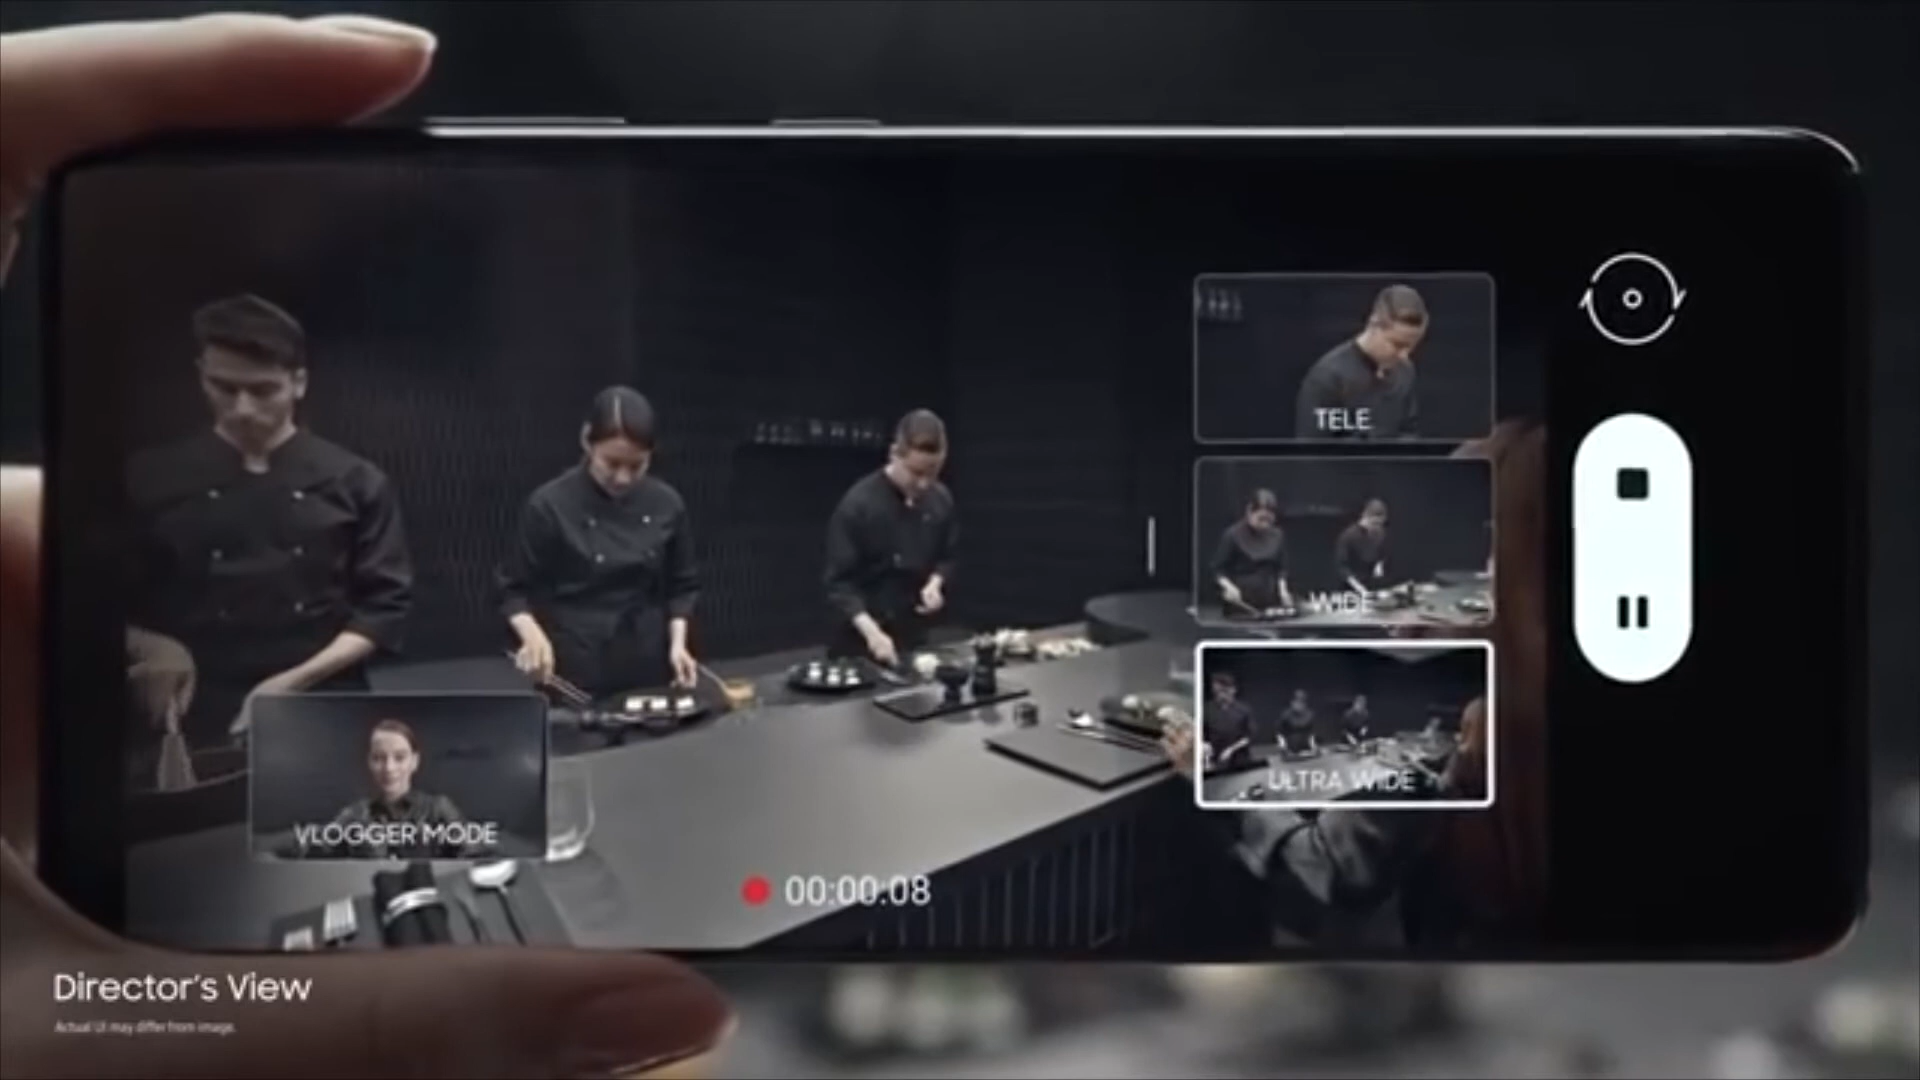 TELE
WIDE
ULTRA WIDE
VLOGGER MODE
00:00:08
Director's View
Actual UI may differ from image.